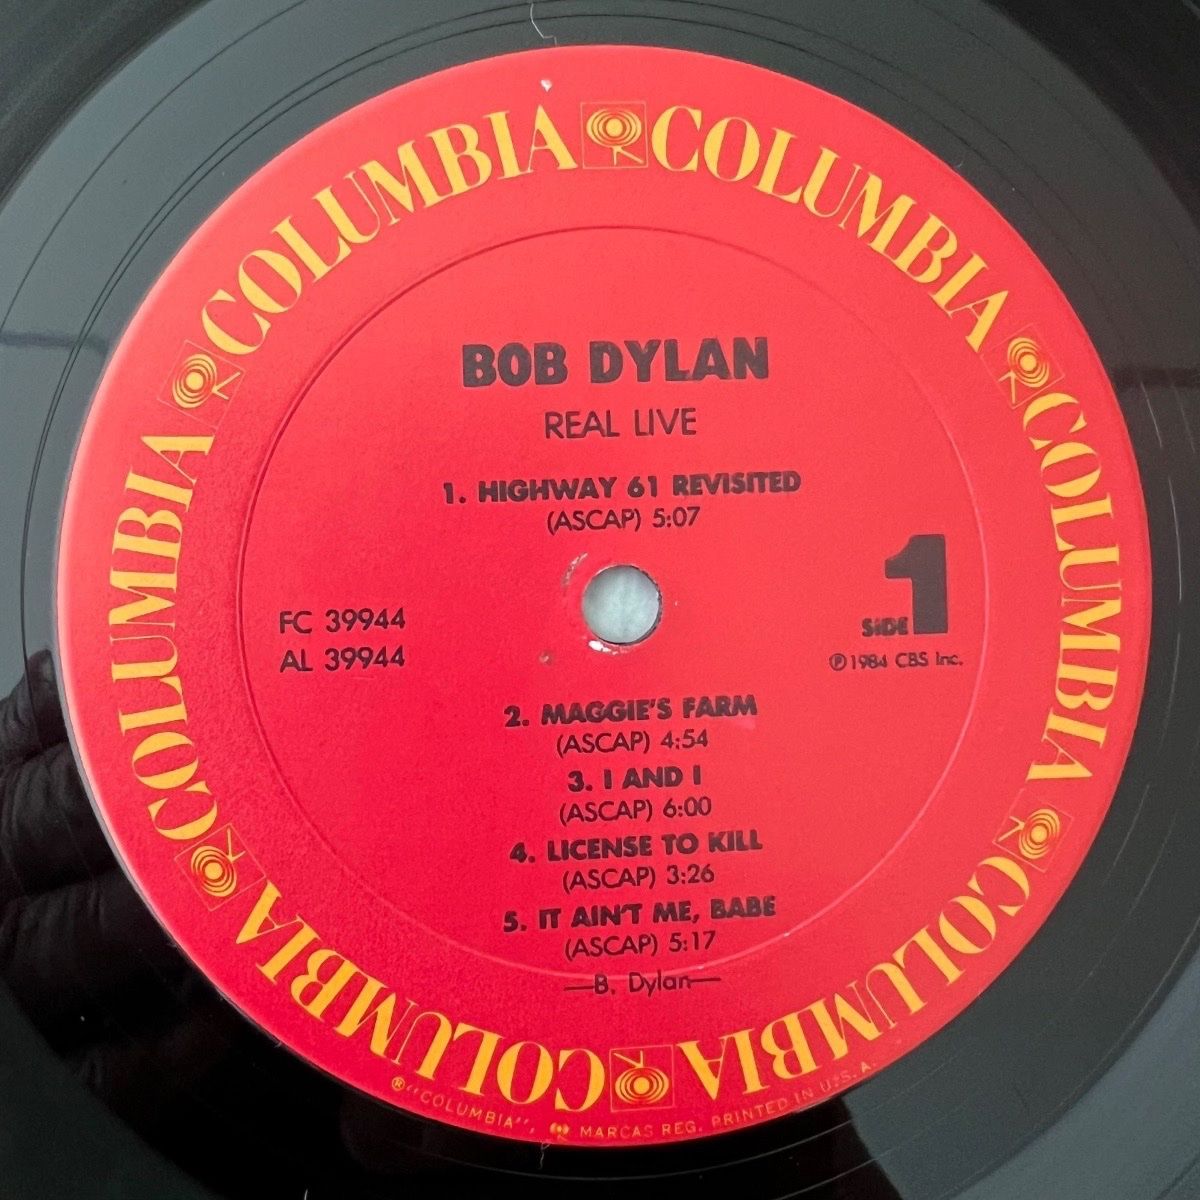 COLUMBIA COLUMBIA COLUMBIA COLUMBIA COLUMBIA COLUMBIA COLUMBIA COLUMBIA
BOB DYLAN
REAL LIVE
1. HIGHWAY 61 REVISITED
(ASCAP) 5:07
FC 39944
AL 39944
SIDE 1
℗1984 CBS Inc.
2. MAGGIE'S FARM
(ASCAP) 4:54
3. I AND I
(ASCAP) 6:00
4. LICENSE TO KILL
(ASCAP) 3:26
5. IT AIN'T ME, BABE
(ASCAP) 5:17
—B. Dylan—
® "COLUMBIA", MARCAS REG. PRINTED IN U.S.A.